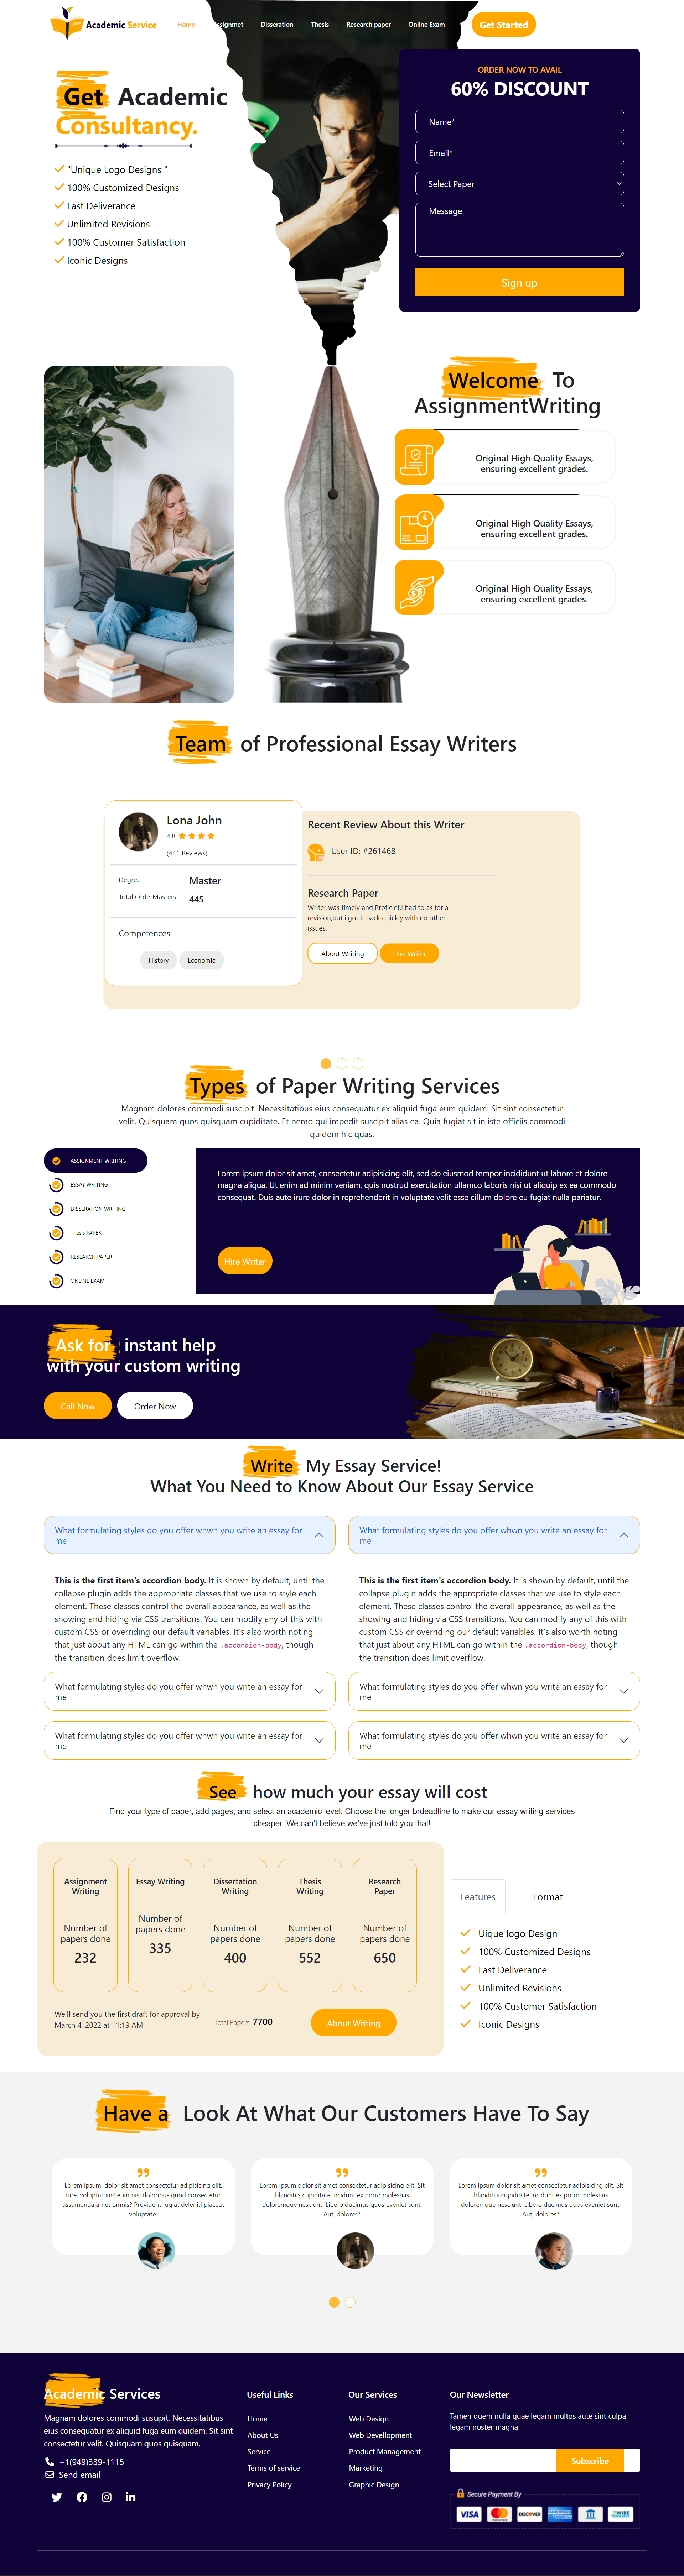 Academic Service
Home
ssignmet
Disseration
Thesis
Research paper
Online Exam
Get Started
Get Academic
Consultancy.
"Unique Logo Designs "
100% Customized Designs
Fast Deliverance
Unlimited Revisions
100% Customer Satisfaction
Iconic Designs
ORDER NOW TO AVAIL
60% DISCOUNT
Name*
Email*
Select Paper
Message
Sign up
Welcome To
AssignmentWriting
Original High Quality Essays,
ensuring excellent grades.
Original High Quality Essays,
ensuring excellent grades.
Original High Quality Essays,
ensuring excellent grades.
Team of Professional Essay Writers
Lona John
4.8
(441 Reviews)
Degree
Master
Total OrderMasters
445
Competences
History
Economic
Recent Review About this Writer
User ID: #261468
Research Paper
Writer was timely and Proficiet.I had to as for a
revision,but i got it back quickly with no other
issues.
About Writing
Hire Writer
Types of Paper Writing Services
Magnam dolores commodi suscipit. Necessitatibus eius consequatur ex aliquid fuga eum quidem. Sit sint consectetur
velit. Quisquam quos quisquam cupiditate. Et nemo qui impedit suscipit alias ea. Quia fugiat sit in iste officiis commodi
quidem hic quas.
ASSIGNMENT WRITING
ESSAY WRITING
DISSERATION WRITING
Thesis PAPER
RESEARCH PAPER
ONLINE EXAM
Lorem ipsum dolor sit amet, consectetur adipisicing elit, sed do eiusmod tempor incididunt ut labore et dolore
magna aliqua. Ut enim ad minim veniam, quis nostrud exercitation ullamco laboris nisi ut aliquip ex ea commodo
consequat. Duis aute irure dolor in reprehenderit in voluptate velit esse cillum dolore eu fugiat nulla pariatur.
Hire Writer
Ask for instant help
with your custom writing
Call Now
Order Now
Write My Essay Service!
What You Need to Know About Our Essay Service
What formulating styles do you offer whwn you write an essay for
me
This is the first item's accordion body. It is shown by default, until the
collapse plugin adds the appropriate classes that we use to style each
element. These classes control the overall appearance, as well as the
showing and hiding via CSS transitions. You can modify any of this with
custom CSS or overriding our default variables. It's also worth noting
that just about any HTML can go within the .accordion-body, though
the transition does limit overflow.
What formulating styles do you offer whwn you write an essay for
me
What formulating styles do you offer whwn you write an essay for
me
What formulating styles do you offer whwn you write an essay for
me
This is the first item's accordion body. It is shown by default, until the
collapse plugin adds the appropriate classes that we use to style each
element. These classes control the overall appearance, as well as the
showing and hiding via CSS transitions. You can modify any of this with
custom CSS or overriding our default variables. It's also worth noting
that just about any HTML can go within the .accordion-body, though
the transition does limit overflow.
What formulating styles do you offer whwn you write an essay for
me
What formulating styles do you offer whwn you write an essay for
me
See how much your essay will cost
Find your type of paper, add pages, and select an academic level. Choose the longer brdeadline to make our essay writing services
cheaper. We can't believe we've just told you that!
Assignment
Writing
Number of
papers done
232
Essay Writing
Number of
papers done
335
Dissertation
Writing
Number of
papers done
400
Thesis
Writing
Number of
papers done
552
Research
Paper
Number of
papers done
650
We'll send you the first draft for approval by
March 4, 2022 at 11:19 AM
Total Papers: 7700
About Writing
Features
Format
Uique logo Design
100% Customized Designs
Fast Deliverance
Unlimited Revisions
100% Customer Satisfaction
Iconic Designs
Have a Look At What Our Customers Have To Say
Lorem ipsum, dolor sit amet consectetur adipisicing elit.
Iure, voluptatum? eum nisi doloribus quod consectetur
assumenda amet omnis? Provident fugiat deleniti placeat
voluptate.
Lorem ipsum dolor sit amet consectetur adipisicing elit. Sit
blanditiis cupiditate incidunt ex porro molestias
doloremque nesciunt. Libero ducimus quos eveniet sunt.
Aut, dolores?
Lorem ipsum dolor sit amet consectetur adipisicing elit. Sit
blanditiis cupiditate incidunt ex porro molestias
doloremque nesciunt. Libero ducimus quos eveniet sunt.
Aut, dolores?
Academic Services
Magnam dolores commodi suscipit. Necessitatibus
eius consequatur ex aliquid fuga eum quidem. Sit sint
consectetur velit. Quisquam quos quisquam.
+1(949)339-1115
Send email
Useful Links
Home
About Us
Service
Terms of service
Privacy Policy
Our Services
Web Design
Web Devellopment
Product Management
Marketing
Graphic Design
Our Newsletter
Tamen quem nulla quae legam multos aute sint culpa
legam noster magna
Subscribe
Secure Payment By
VISA
MasterCard
DISCOVER
WIRE